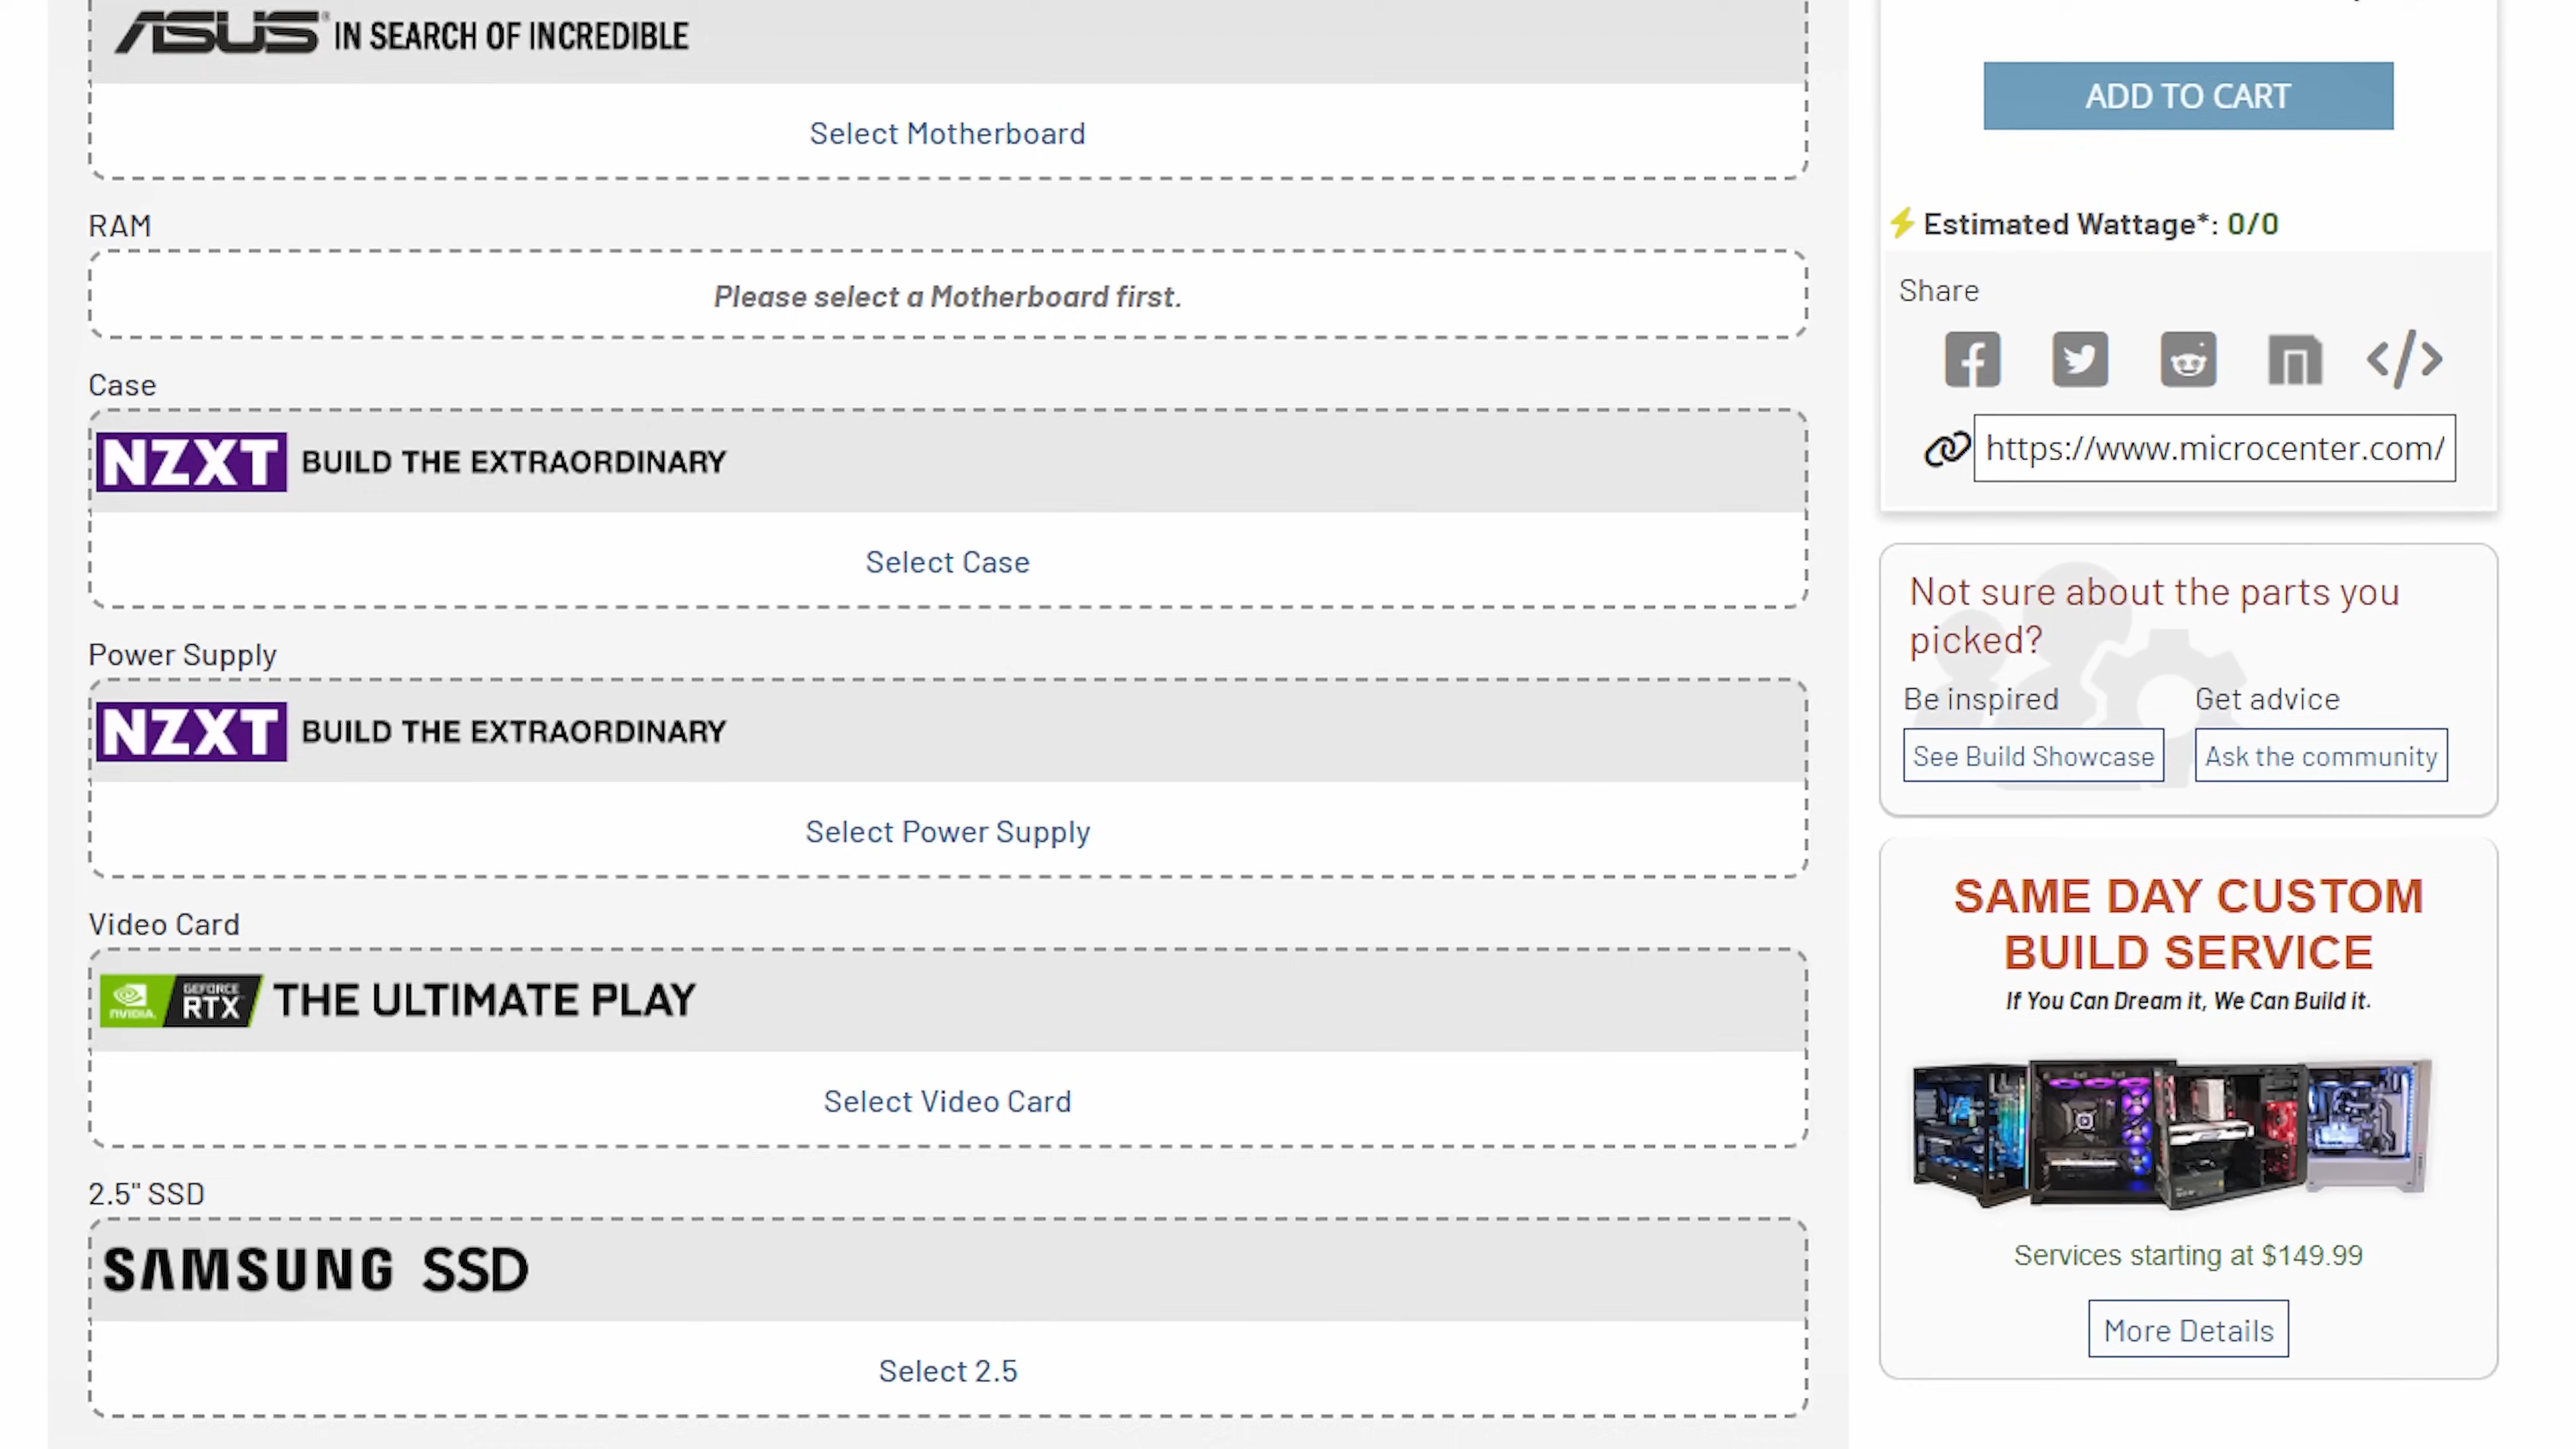 ASUS IN SEARCH OF INCREDIBLE
Select Motherboard
RAM
Please select a Motherboard first.
Case
NZXT BUILD THE EXTRAORDINARY
Select Case
Power Supply
NZXT BUILD THE EXTRAORDINARY
Select Power Supply
Video Card
NVIDIA GEFORCE RTX THE ULTIMATE PLAY
Select Video Card
2.5" SSD
SAMSUNG SSD
Select 2.5
ADD TO CART
Estimated Wattage*: 0/0
Share
https://www.microcenter.com/
Not sure about the parts you
picked?
Be inspired
Get advice
See Build Showcase
Ask the community
SAME DAY CUSTOM
BUILD SERVICE
If You Can Dream it, We Can Build it.
Services starting at $149.99
More Details